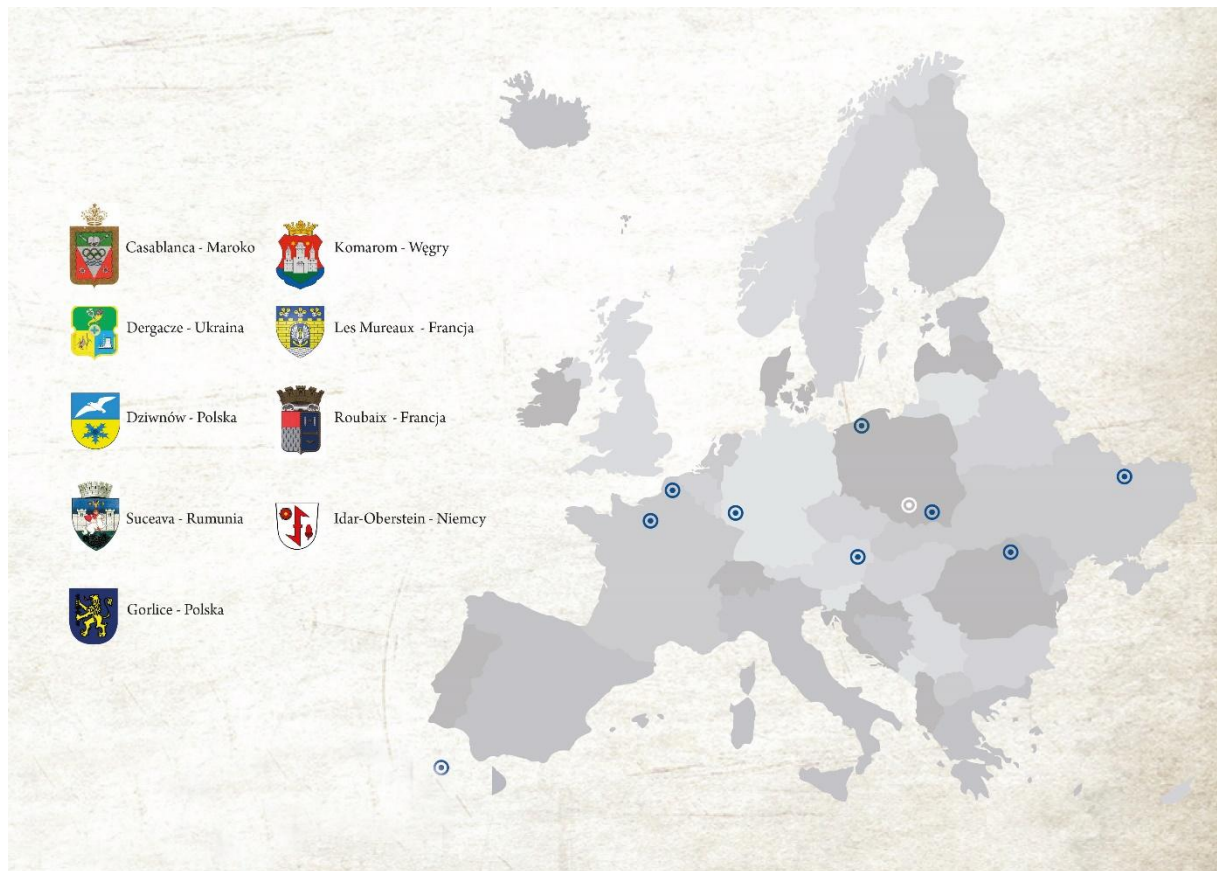 Casablanca - Maroko
Komarom - Węgry
Dergacze - Ukraina
Les Mureaux - Francja
Dziwnów - Polska
Roubaix - Francja
Suceava - Rumunia
Idar-Oberstein - Niemcy
Gorlice - Polska